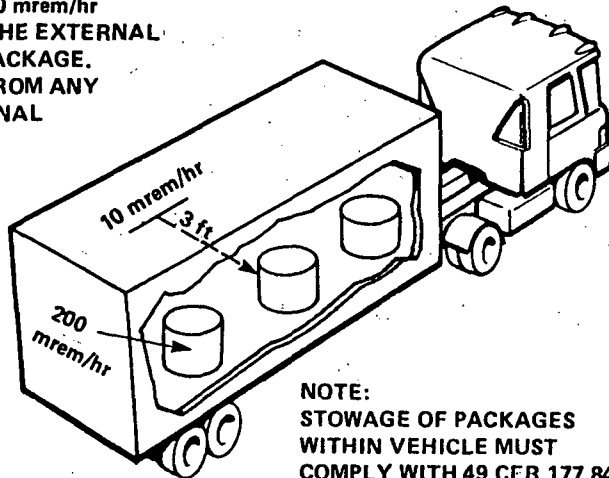 0 mrem/hr
HE EXTERNAL
ACKAGE.
ROM ANY
NAL
10 mrem/hr
3 ft
200
mrem/hr
NOTE:
STOWAGE OF PACKAGES
WITHIN VEHICLE MUST
COMPLY WITH 49 CFR 177.84